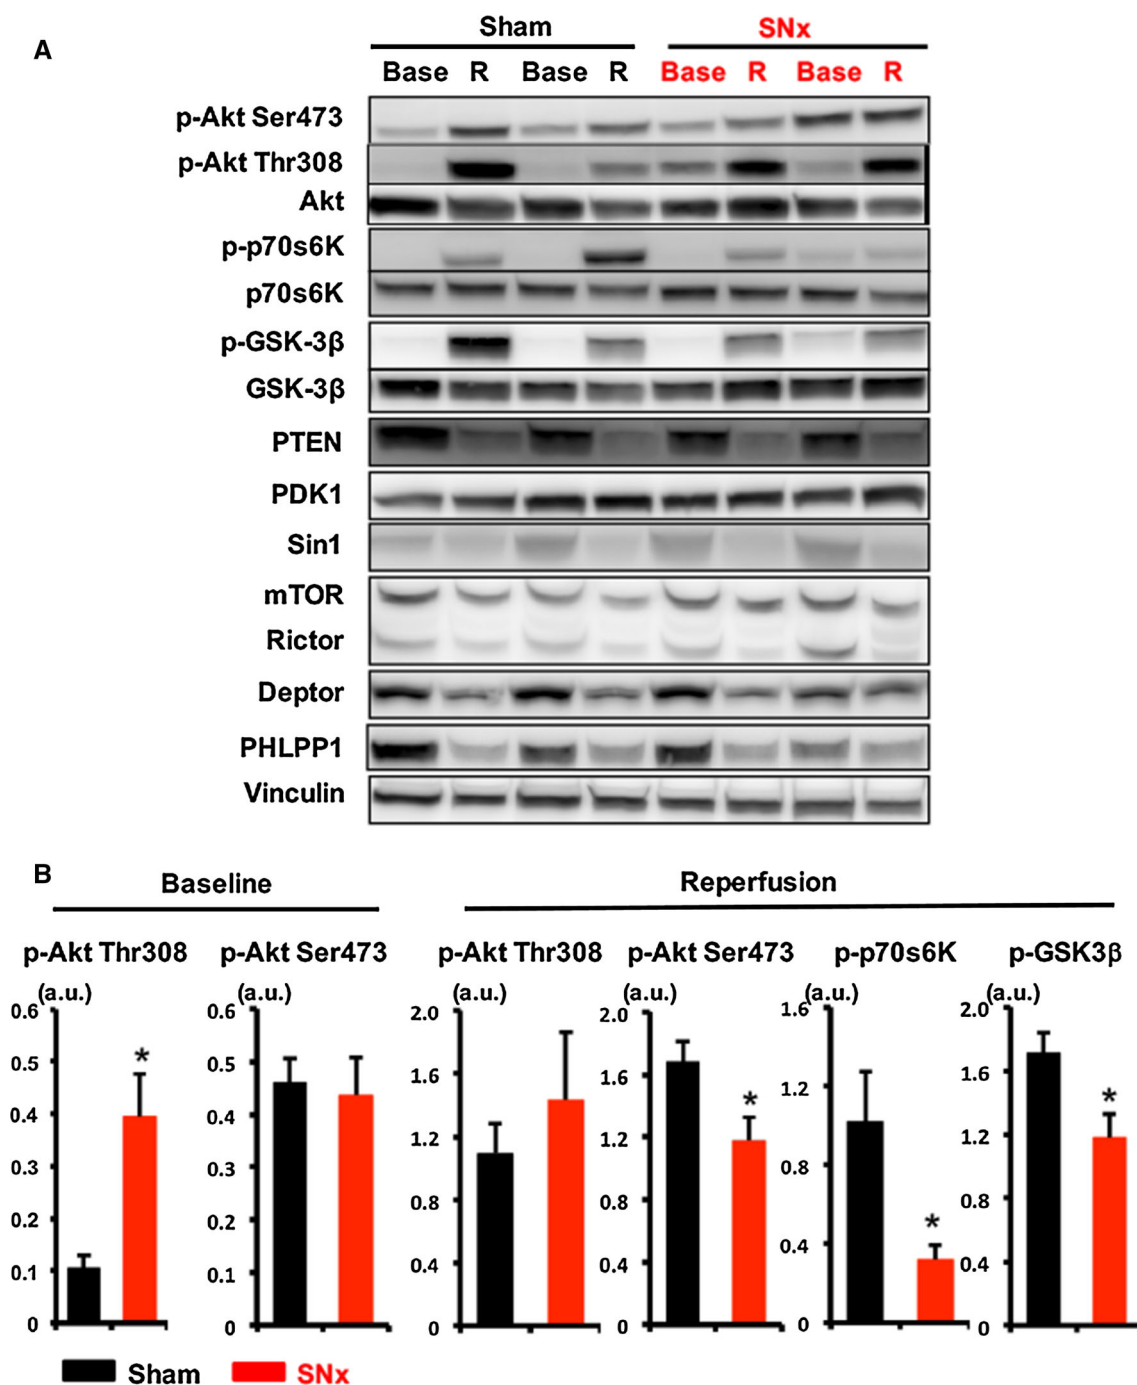 A
Sham SNx
Base R Base R Base R Base R
p-Akt Ser473
p-Akt Thr308
Akt
p-p70s6K
p70s6K
p-GSK-3β
GSK-3β
PTEN
PDK1
Sin1
mTOR
Rictor
Deptor
PHLPP1
Vinculin
B
Baseline Reperfusion
p-Akt Thr308 p-Akt Ser473 p-Akt Thr308 p-Akt Ser473 p-p70s6K p-GSK3β
(a.u.) (a.u.) (a.u.) (a.u.) (a.u.) (a.u.)
0.6 0.6 2.0 2.0 1.6 2.0
0.5 0.5 1.6 1.6 1.2 1.6
0.4 0.4 1.2 1.2 0.8 1.2
0.3 0.3 0.8 0.8 0.4 0.8
0.2 0.2 0.4 0.4 0 0.4
0.1 0.1 0 0 0
0 0
* * * *
Sham SNx